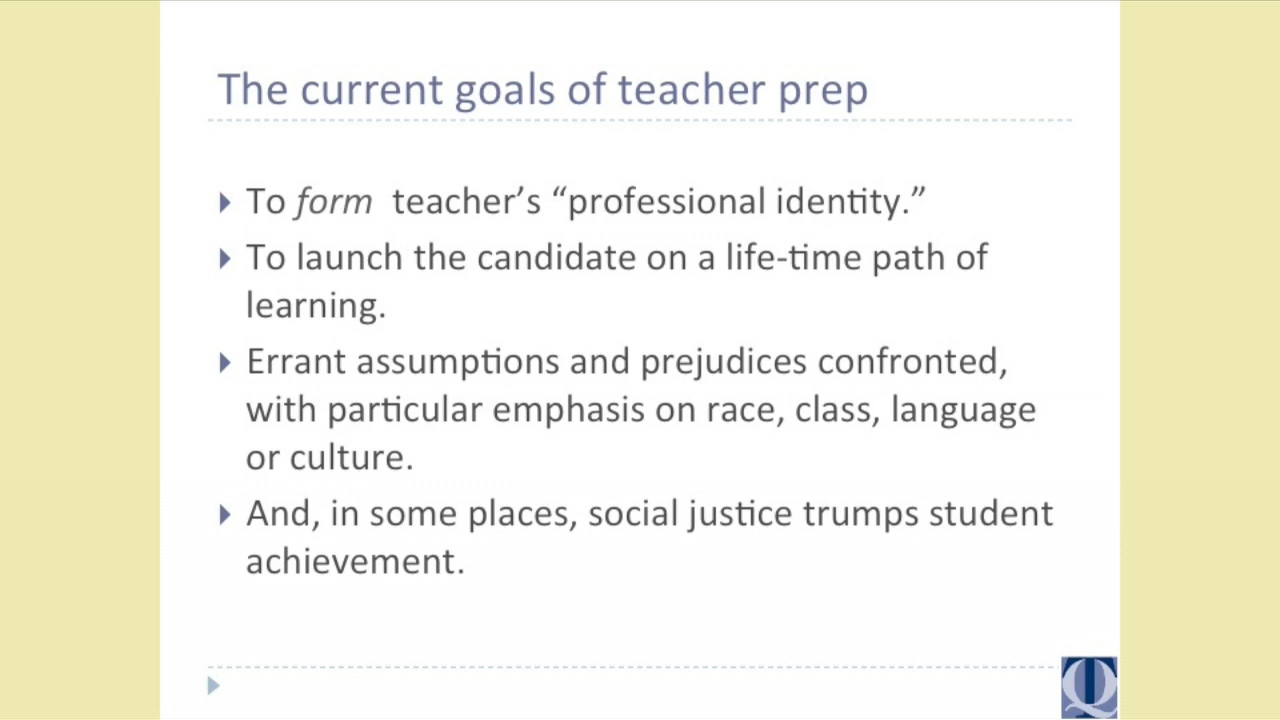 The current goals of teacher prep
To form teacher’s “professional identity.”
To launch the candidate on a life-time path of
learning.
Errant assumptions and prejudices confronted,
with particular emphasis on race, class, language
or culture.
And, in some places, social justice trumps student
achievement.
Q